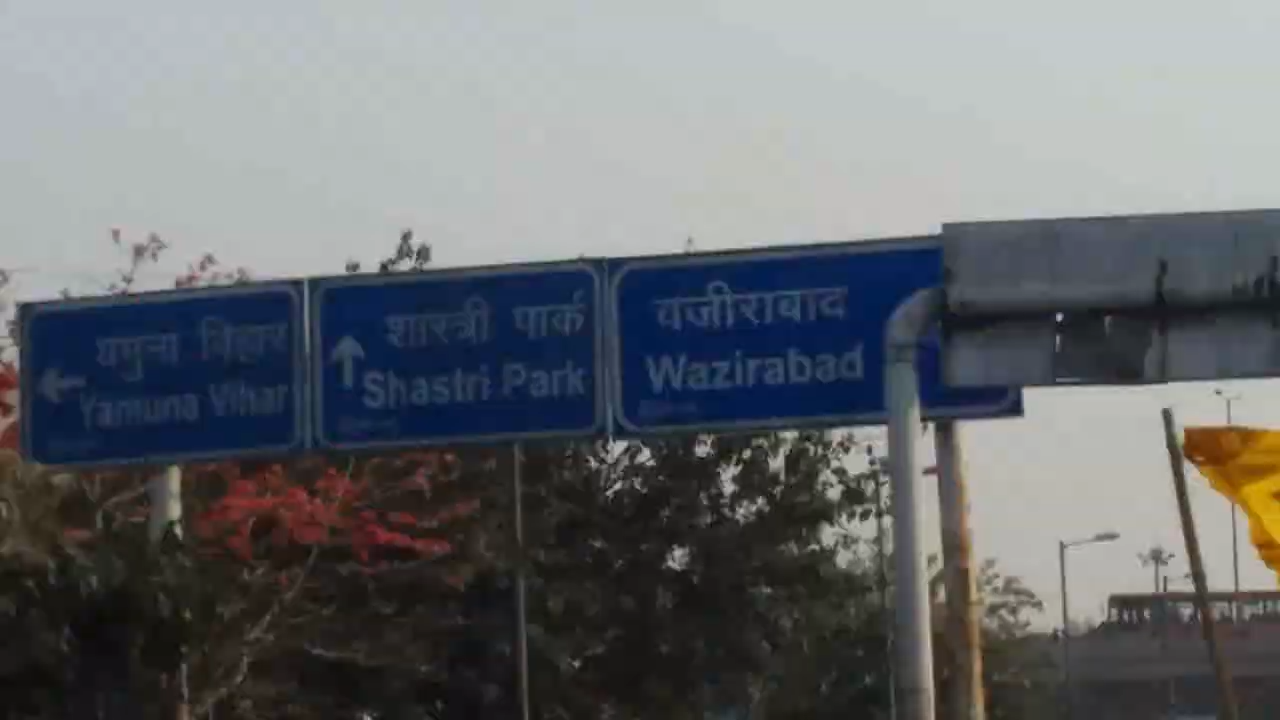 यमुना विहार
Yamuna Vihar
शास्त्री पार्क
Shastri Park
वजीराबाद
Wazirabad